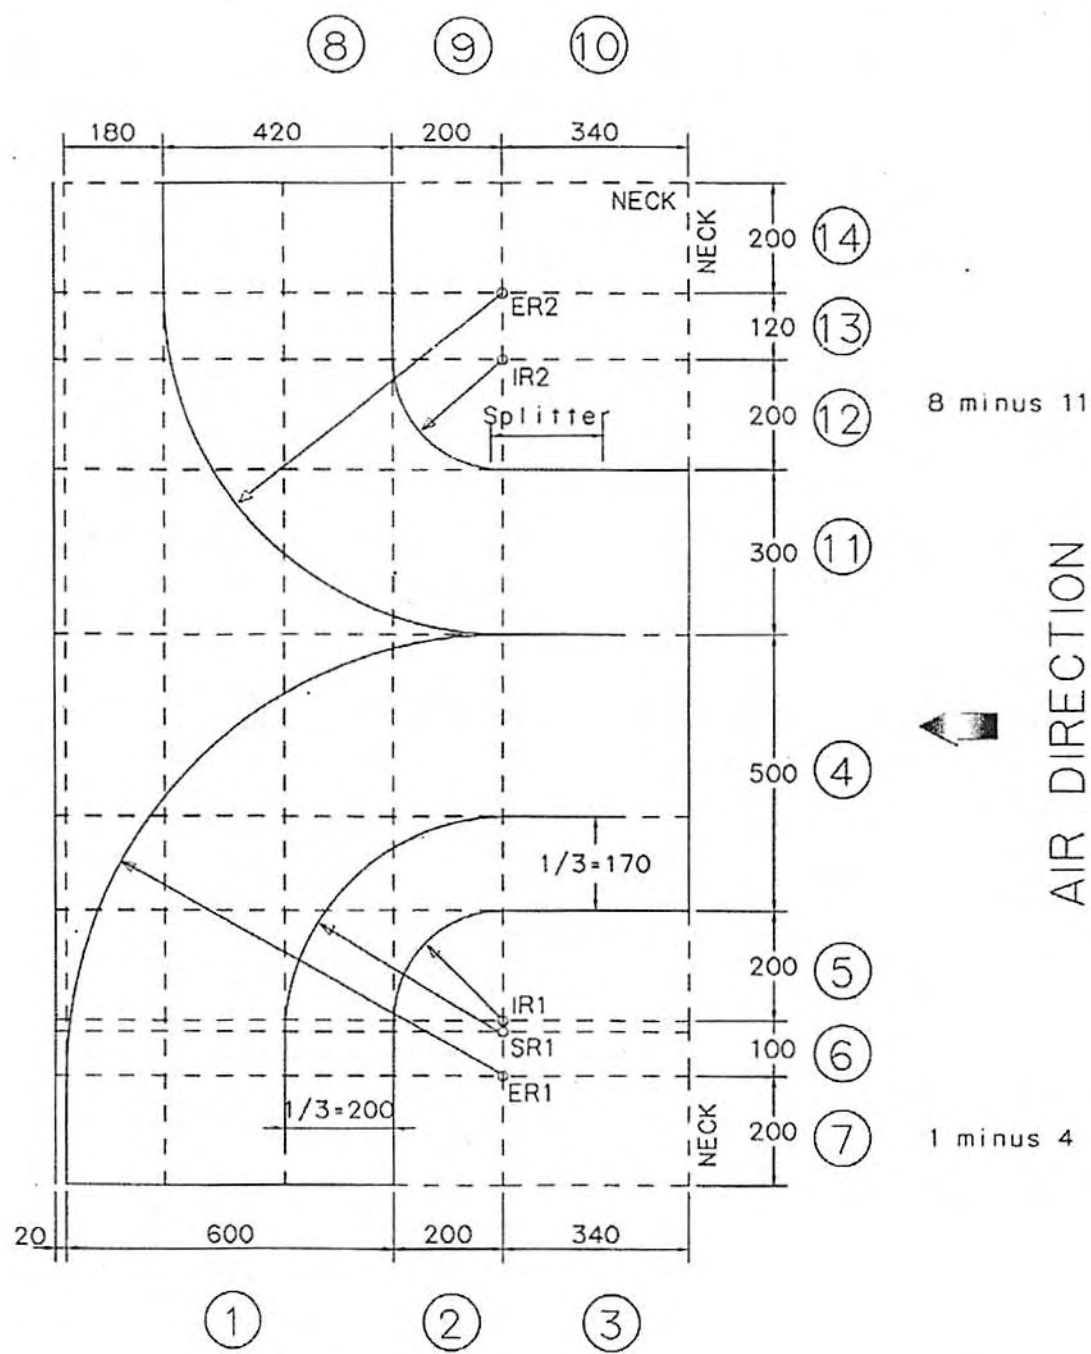 8 9 10
180 420 200 340
NECK
NECK
200 14
ER2
120 13
IR2
Splitter
200 12
8 minus 11
300 11
AIR DIRECTION
500 4
1/3=170
200 5
IR1
SR1
100 6
ER1
1/3=200
NECK
200 7
1 minus 4
20 600 200 340
1 2 3